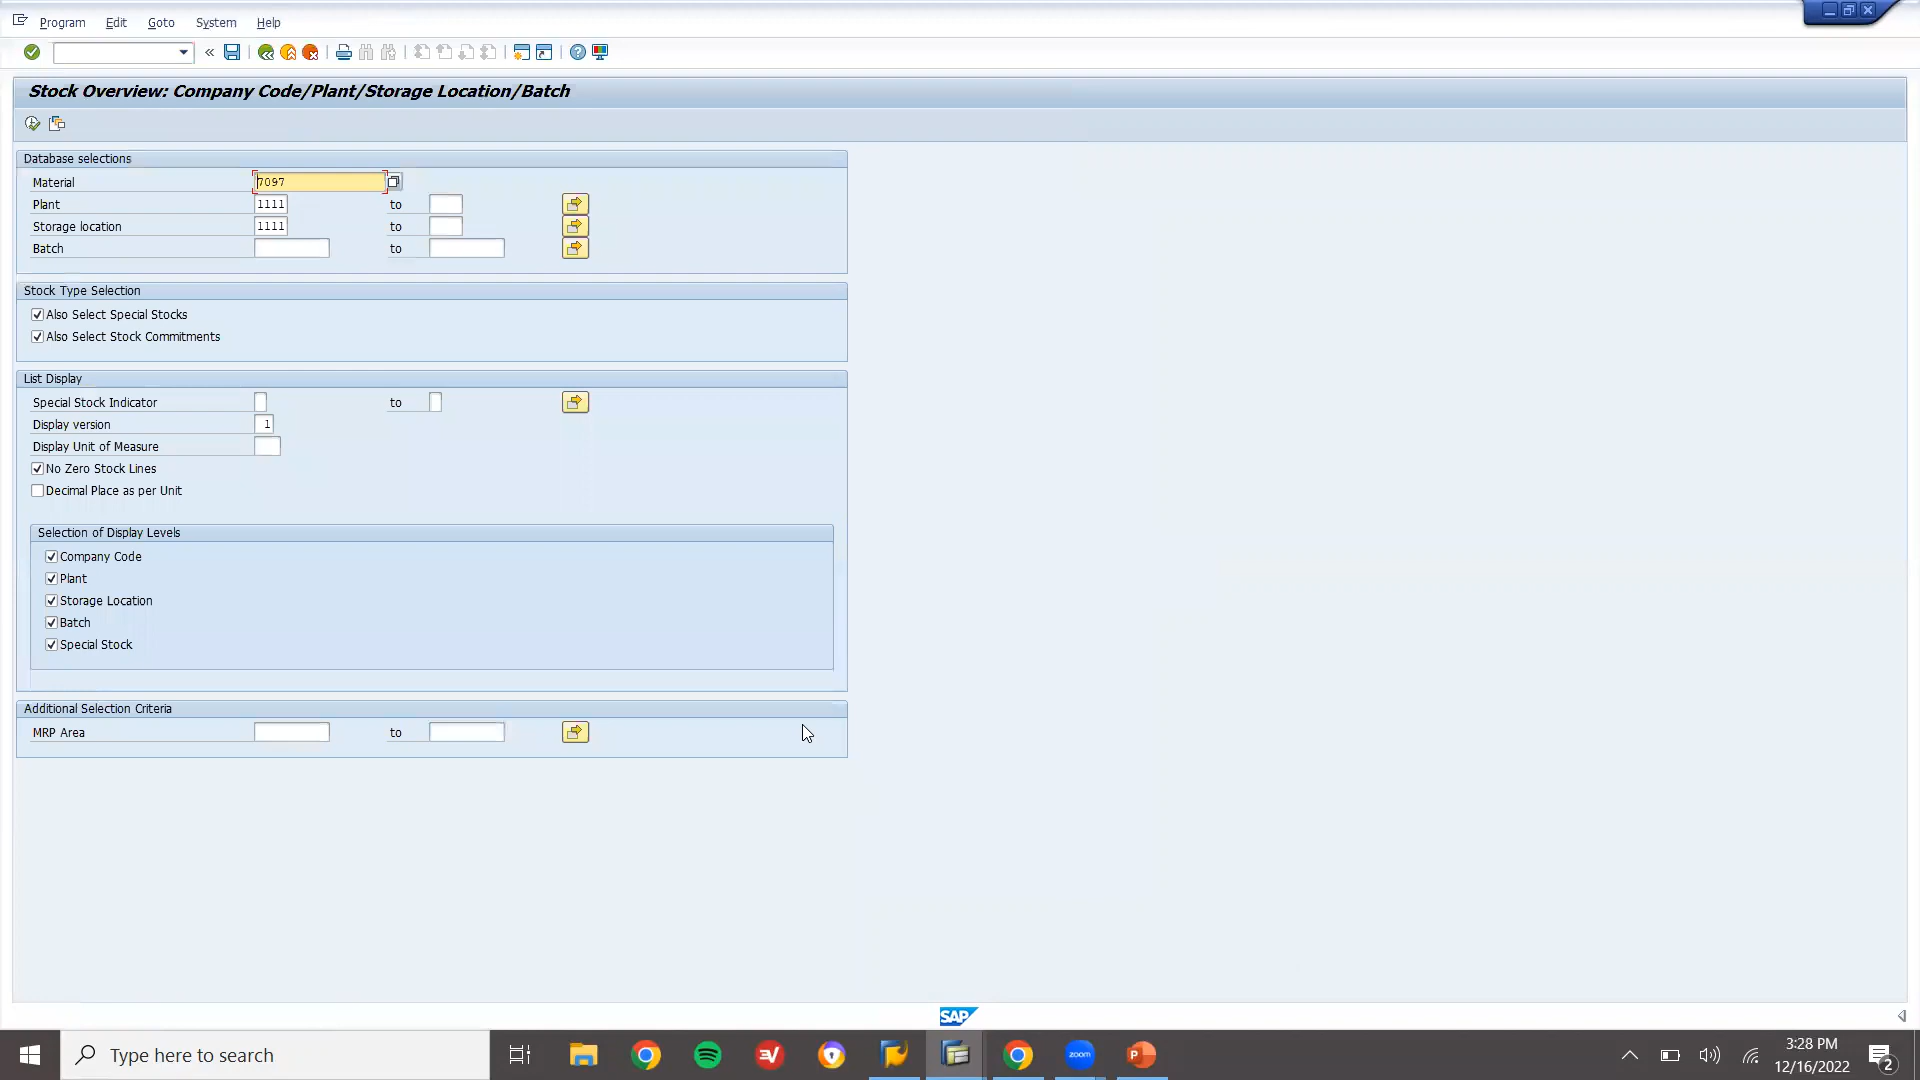 Program Edit Goto System Help
Stock Overview: Company Code/Plant/Storage Location/Batch
Database selections
Material 7097
Plant 1111 to
Storage location 1111 to
Batch to
Stock Type Selection
Also Select Special Stocks
Also Select Stock Commitments
List Display
Special Stock Indicator to
Display version 1
Display Unit of Measure
No Zero Stock Lines
Decimal Place as per Unit
Selection of Display Levels
Company Code
Plant
Storage Location
Batch
Special Stock
Additional Selection Criteria
MRP Area to
SAP
Type here to search
zoom
P
3:28 PM
12/16/2022
2